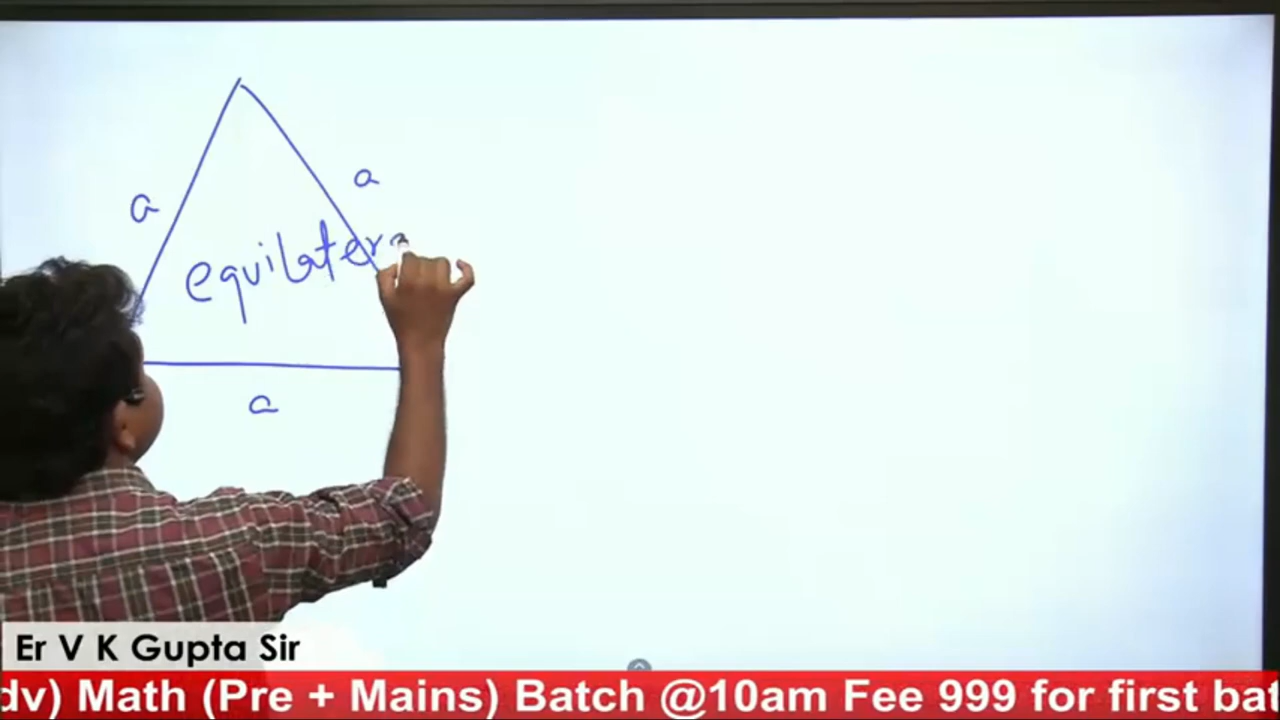 a
a
equilater
a
Er V K Gupta Sir
dv) Math (Pre + Mains) Batch @10am Fee 999 for first bat